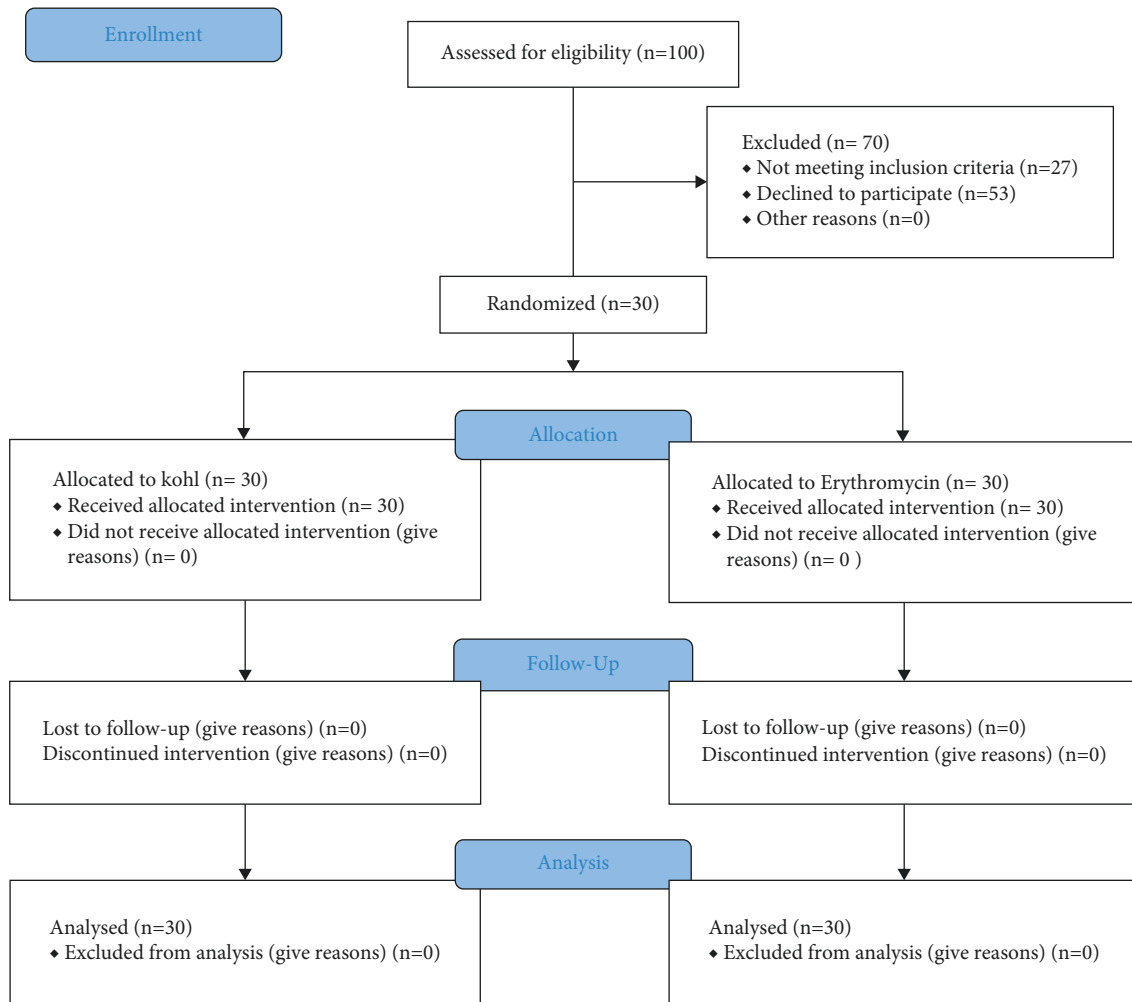 Enrollment
Assessed for eligibility (n=100)
Excluded (n= 70)
◆ Not meeting inclusion criteria (n=27)
◆ Declined to participate (n=53)
◆ Other reasons (n=0)
Randomized (n=30)
Allocation
Allocated to kohl (n= 30)
◆ Received allocated intervention (n= 30)
◆ Did not receive allocated intervention (give
reasons) (n= 0)
Allocated to Erythromycin (n= 30)
◆ Received allocated intervention (n= 30)
◆ Did not receive allocated intervention (give
reasons) (n= 0 )
Follow-Up
Lost to follow-up (give reasons) (n=0)
Discontinued intervention (give reasons) (n=0)
Lost to follow-up (give reasons) (n=0)
Discontinued intervention (give reasons) (n=0)
Analysis
Analysed (n=30)
◆ Excluded from analysis (give reasons) (n=0)
Analysed (n=30)
◆ Excluded from analysis (give reasons) (n=0)